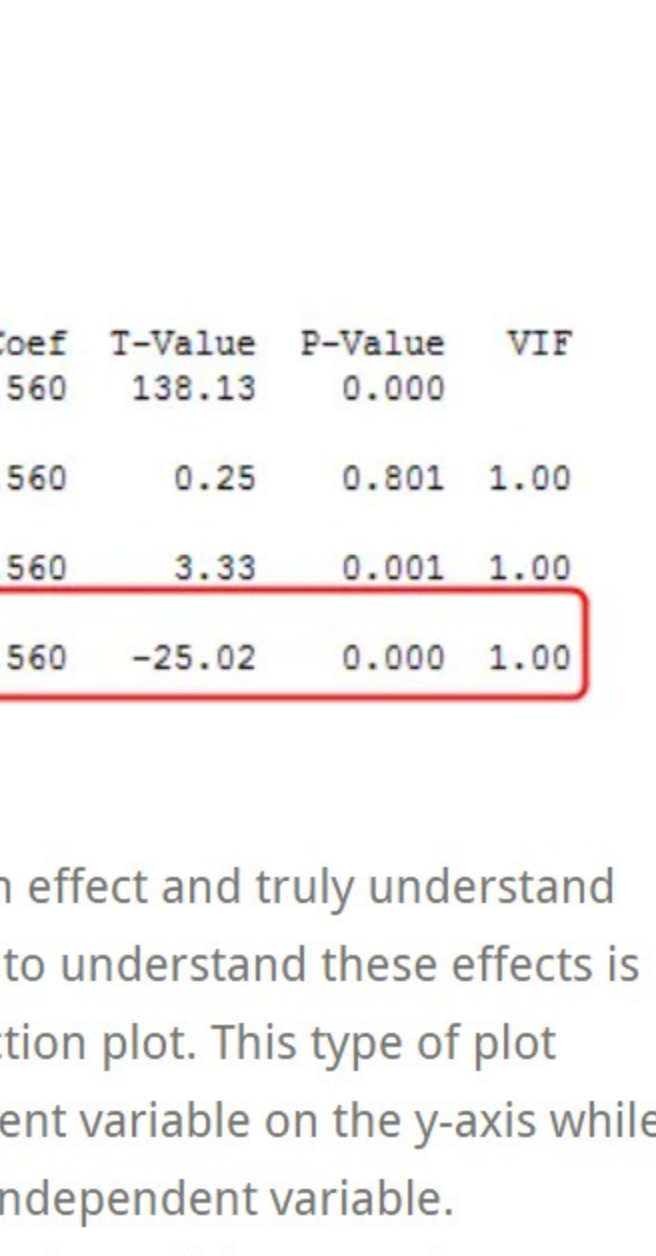 Coef T-Value P-Value VIF
560 138.13 0.000
560 0.25 0.801 1.00
560 3.33 0.001 1.00
560 -25.02 0.000 1.00
n effect and truly understand
to understand these effects is
ction plot. This type of plot
ent variable on the y-axis while
ndependent variable.